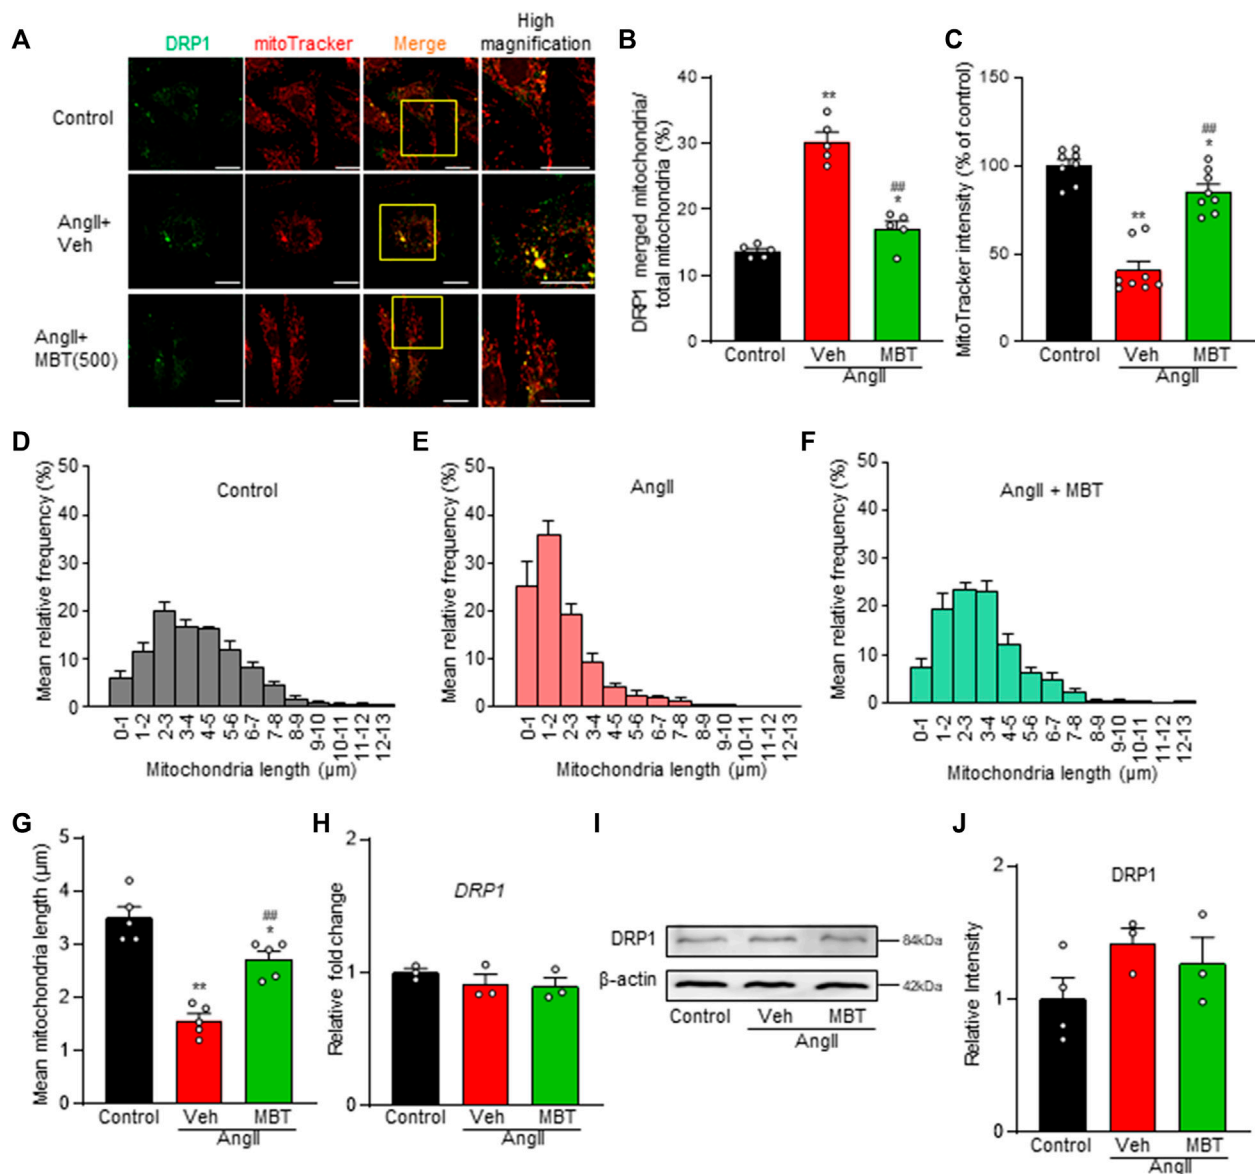 A
DRP1 mitoTracker Merge High magnification
Control
AngII+ Veh
AngII+ MBT(500)
B
DRP1 merged mitochondria/ total mitochondria (%)
40
30
20
10
0
**
##
*
Control Veh MBT
AngII
C
MitoTracker intensity (% of control)
150
100
50
0
**
##
*
Control Veh MBT
AngII
D
Mean relative frequency (%)
50
40
30
20
10
0
Control
0-1 1-2 2-3 3-4 4-5 5-6 6-7 7-8 8-9 9-10 10-11 11-12 12-13
Mitochondria length (µm)
E
Mean relative frequency (%)
50
40
30
20
10
0
AngII
0-1 1-2 2-3 3-4 4-5 5-6 6-7 7-8 8-9 9-10 10-11 11-12 12-13
Mitochondria length (µm)
F
Mean relative frequency (%)
50
40
30
20
10
0
AngII + MBT
0-1 1-2 2-3 3-4 4-5 5-6 6-7 7-8 8-9 9-10 10-11 11-12 12-13
Mitochondria length (µm)
G
Mean mitochondria length (µm)
5
4
3
2
1
0
**
##
*
Control Veh MBT
AngII
H
Relative fold change
2
1
0
DRP1
Control Veh MBT
AngII
I
DRP1 84kDa
β-actin 42kDa
Control Veh MBT
AngII
J
Relative Intensity
2
1
0
DRP1
Control Veh MBT
AngII